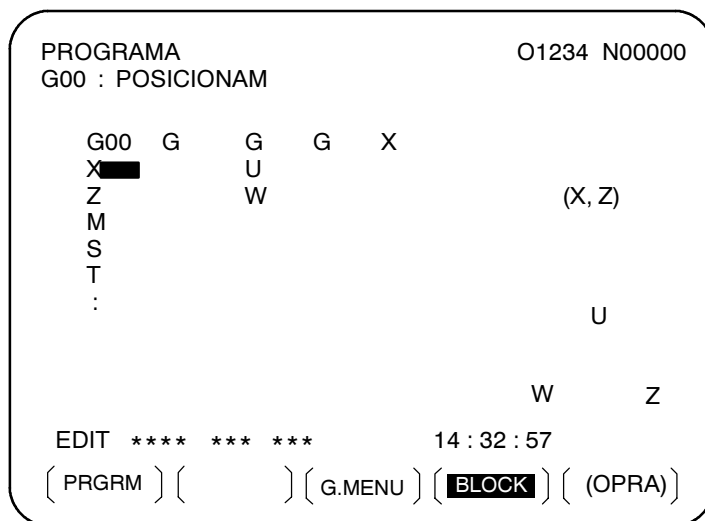 PROGRAMA O1234 N00000
G00 : POSICIONAM
G00 G G G X
X U
Z W (X, Z)
M
S
T
:
U
W Z
EDIT **** *** *** 14 : 32 : 57
PRGRM G.MENU BLOCK (OPRA)